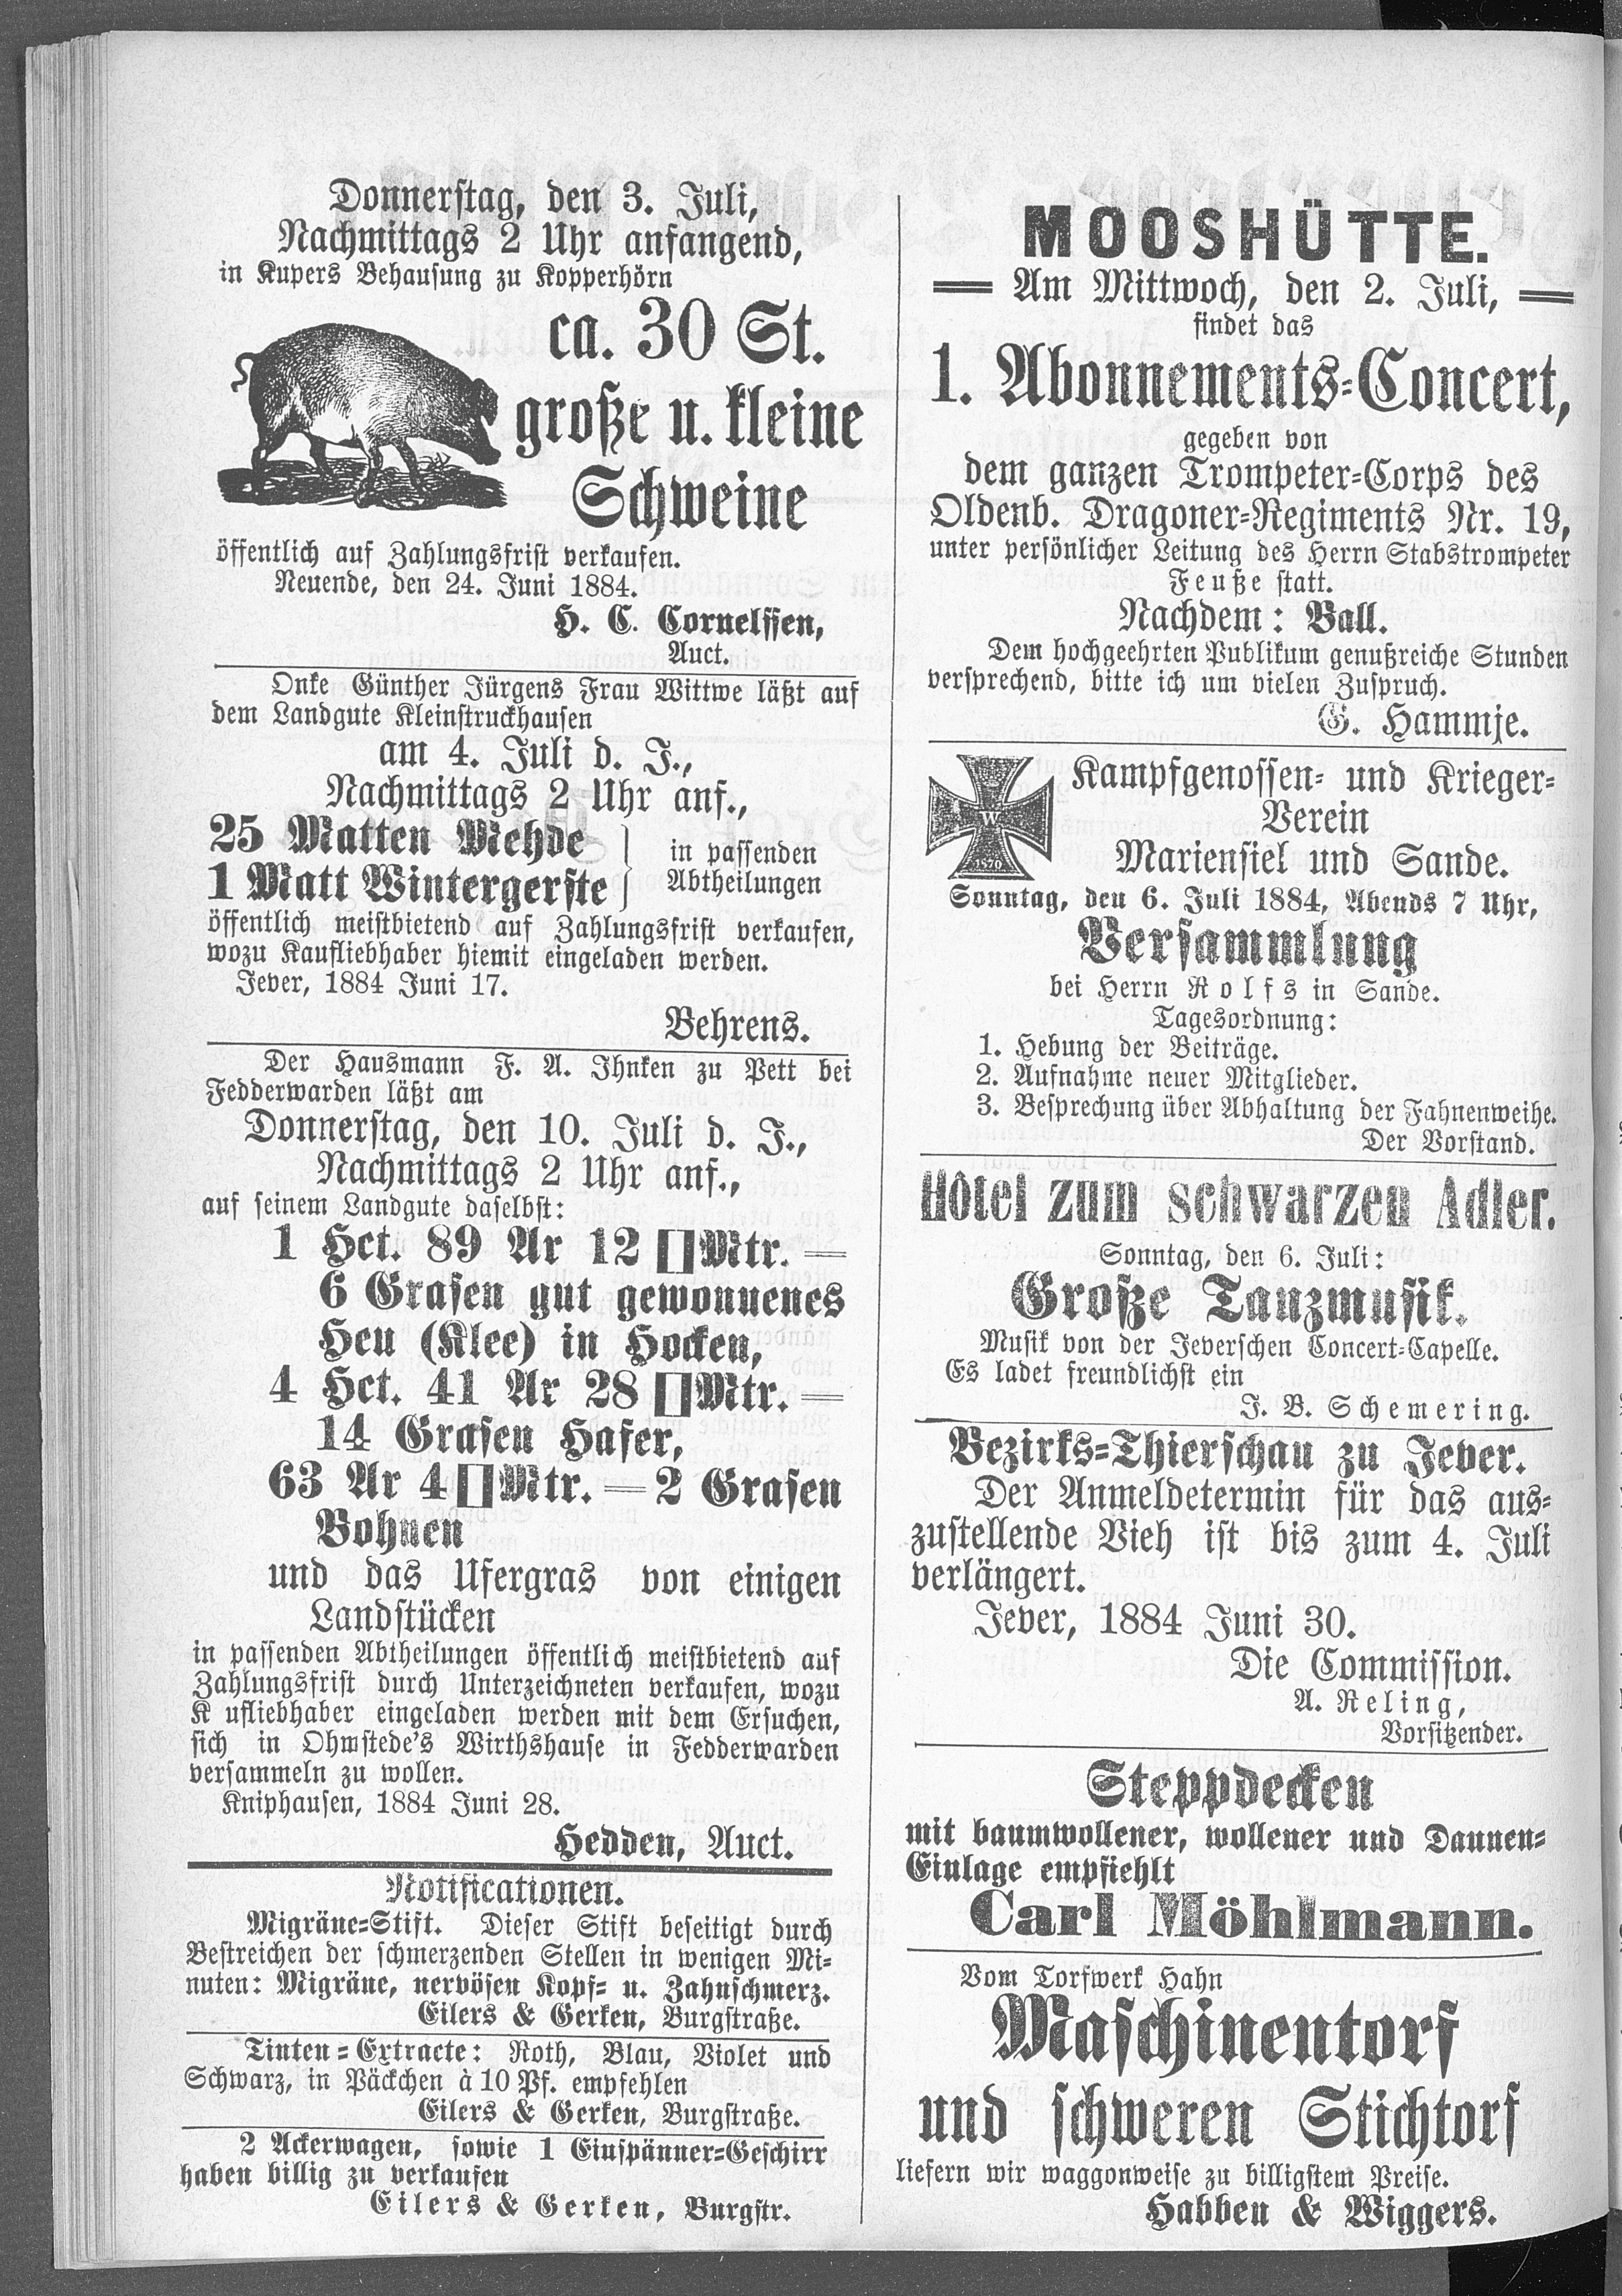 Donnerstag, den 3. Juli,
Nachmittags 2 Uhr anfangend,
in Kupers Behausung zu Kopperhörn
ca. 30 St.
große u. kleine
Schweine
öffentlich auf Zahlungsfrist verkaufen.
Neuende, den 24. Juni 1884.
H. C. Cornelssen,
Auct.
Onke Günther Jürgens Frau Wittwe läßt auf
dem Landgute Kleinstruckhausen
am 4. Juli d. J.,
Nachmittags 2 Uhr anf.,
25 Matten Mehde
1 Matt Wintergerste
in passenden
Abtheilungen
öffentlich meistbietend auf Zahlungsfrist verkaufen,
wozu Kaufliebhaber hiemit eingeladen werden.
Jever, 1884 Juni 17.
Behrens.
Der Hausmann F. A. Ihnken zu Pett bei
Fedderwarden läßt am
Donnerstag, den 10. Juli d. J.,
Nachmittags 2 Uhr anf.,
auf seinem Landgute daselbst:
1 Hct. 89 Ar 12 □Mtr. =
6 Grasen gut gewonnenes
Heu (Klee) in Hocken,
4 Hct. 41 Ar 28 □Mtr. =
14 Grasen Hafer,
63 Ar 4 □Mtr. = 2 Grasen
Bohnen
und das Ufergras von einigen
Landstücken
in passenden Abtheilungen öffentlich meistbietend auf
Zahlungsfrist durch Unterzeichneten verkaufen, wozu
K ufliebhaber eingeladen werden mit dem Ersuchen,
sich in Ohmstede's Wirthshause in Fedderwarden
versammeln zu wollen.
Kniphausen, 1884 Juni 28.
Hedden, Auct.
Notificationen.
Migräne=Stift. Dieser Stift beseitigt durch
Bestreichen der schmerzenden Stellen in wenigen Mi=
nuten: Migräne, nervösen Kopf= u. Zahnschmerz.
Eilers & Gerken, Burgstraße.
Tinten=Extracte: Roth, Blau, Violet und
Schwarz, in Päckchen à 10 Pf. empfehlen
Eilers & Gerken, Burgstraße.
2 Ackerwagen, sowie 1 Einspänner=Geschirr
haben billig zu verkaufen
Eilers & Gerken, Burgstr.
MOOSHÜTTE.
Am Mittwoch, den 2. Juli,
findet das
1. Abonnements=Concert,
gegeben von
dem ganzen Trompeter=Corps des
Oldenb. Dragoner=Regiments Nr. 19,
unter persönlicher Leitung des Herrn Stabstrompeter
Feuße statt.
Nachdem: Ball.
Dem hochgeehrten Publikum genußreiche Stunden
versprechend, bitte ich um vielen Zuspruch.
G. Hammje.
W
1870
Kampfgenossen= und Krieger=
Verein
Mariensiel und Sande.
Sonntag, den 6. Juli 1884, Abends 7 Uhr,
Versammlung
bei Herrn Rolfs in Sande.
Tagesordnung:
1. Hebung der Beiträge.
2. Aufnahme neuer Mitglieder.
3. Besprechung über Abhaltung der Fahnenweihe.
Der Vorstand.
Hôtel zum schwarzen Adler.
Sonntag, den 6. Juli:
Große Tanzmusik.
Musik von der Jeverschen Concert=Capelle.
Es ladet freundlichst ein
J. B. Schemering.
Bezirks=Thierschau zu Jever.
Der Anmeldetermin für das aus=
zustellende Vieh ist bis zum 4. Juli
verlängert.
Jever, 1884 Juni 30.
Die Commission.
A. Reling,
Vorsitzender.
Steppdecken
mit baumwollener, wollener und Daunen=
Einlage empfiehlt
Carl Möhlmann.
Vom Torfwerk Hahn
Maschinentorf
und schweren Stichtorf
liefern wir waggonweise zu billigstem Preise.
Habben & Wiggers.